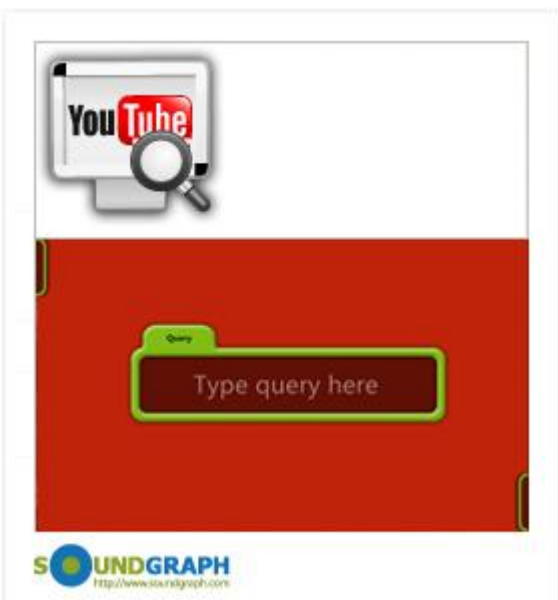 YouTube
Query
Type query here
SOUNDGRAPH
http://www.soundgraph.com